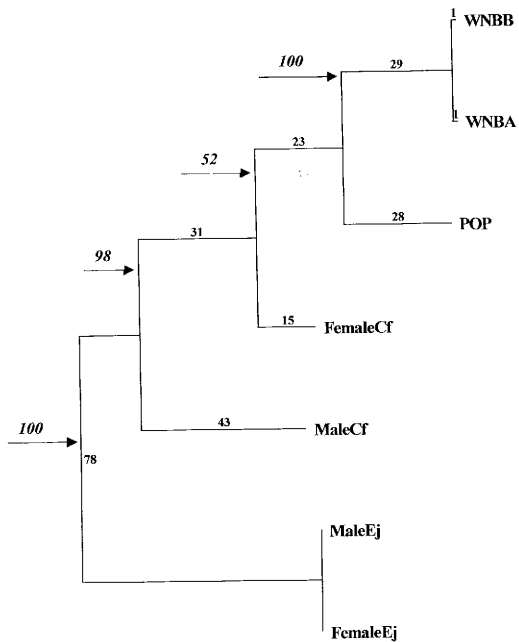 1 WNBB
100
29
1 WNBA
23
52
28 POP
31
98
15 FemaleCf
43 MaleCf
100
78
MaleEj
FemaleEj